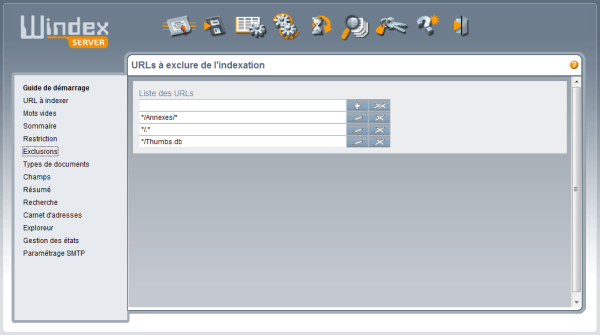 Windex
SERVER
Guide de démarrage
URL à indexer
Mots vides
Sommaire
Restriction
Exclusions
Types de documents
Champs
Résumé
Recherche
Carnet d'adresses
Exploreur
Gestion des états
Paramétrage SMTP
URLs à exclure de l'indexation
Liste des URLs
*/Annexes/*
*/.*
*/Thumbs.db